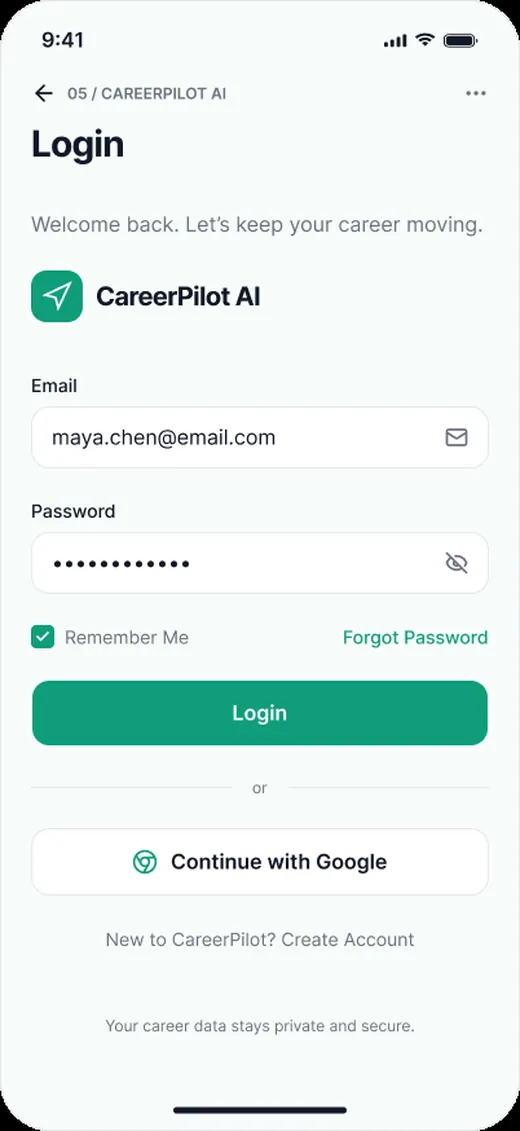 9:41
05 / CAREERPILOT AI
Login
Welcome back. Let’s keep your career moving.
CareerPilot AI
Email
maya.chen@email.com
Password
••••••••••••
Remember Me
Forgot Password
Login
or
Continue with Google
New to CareerPilot? Create Account
Your career data stays private and secure.